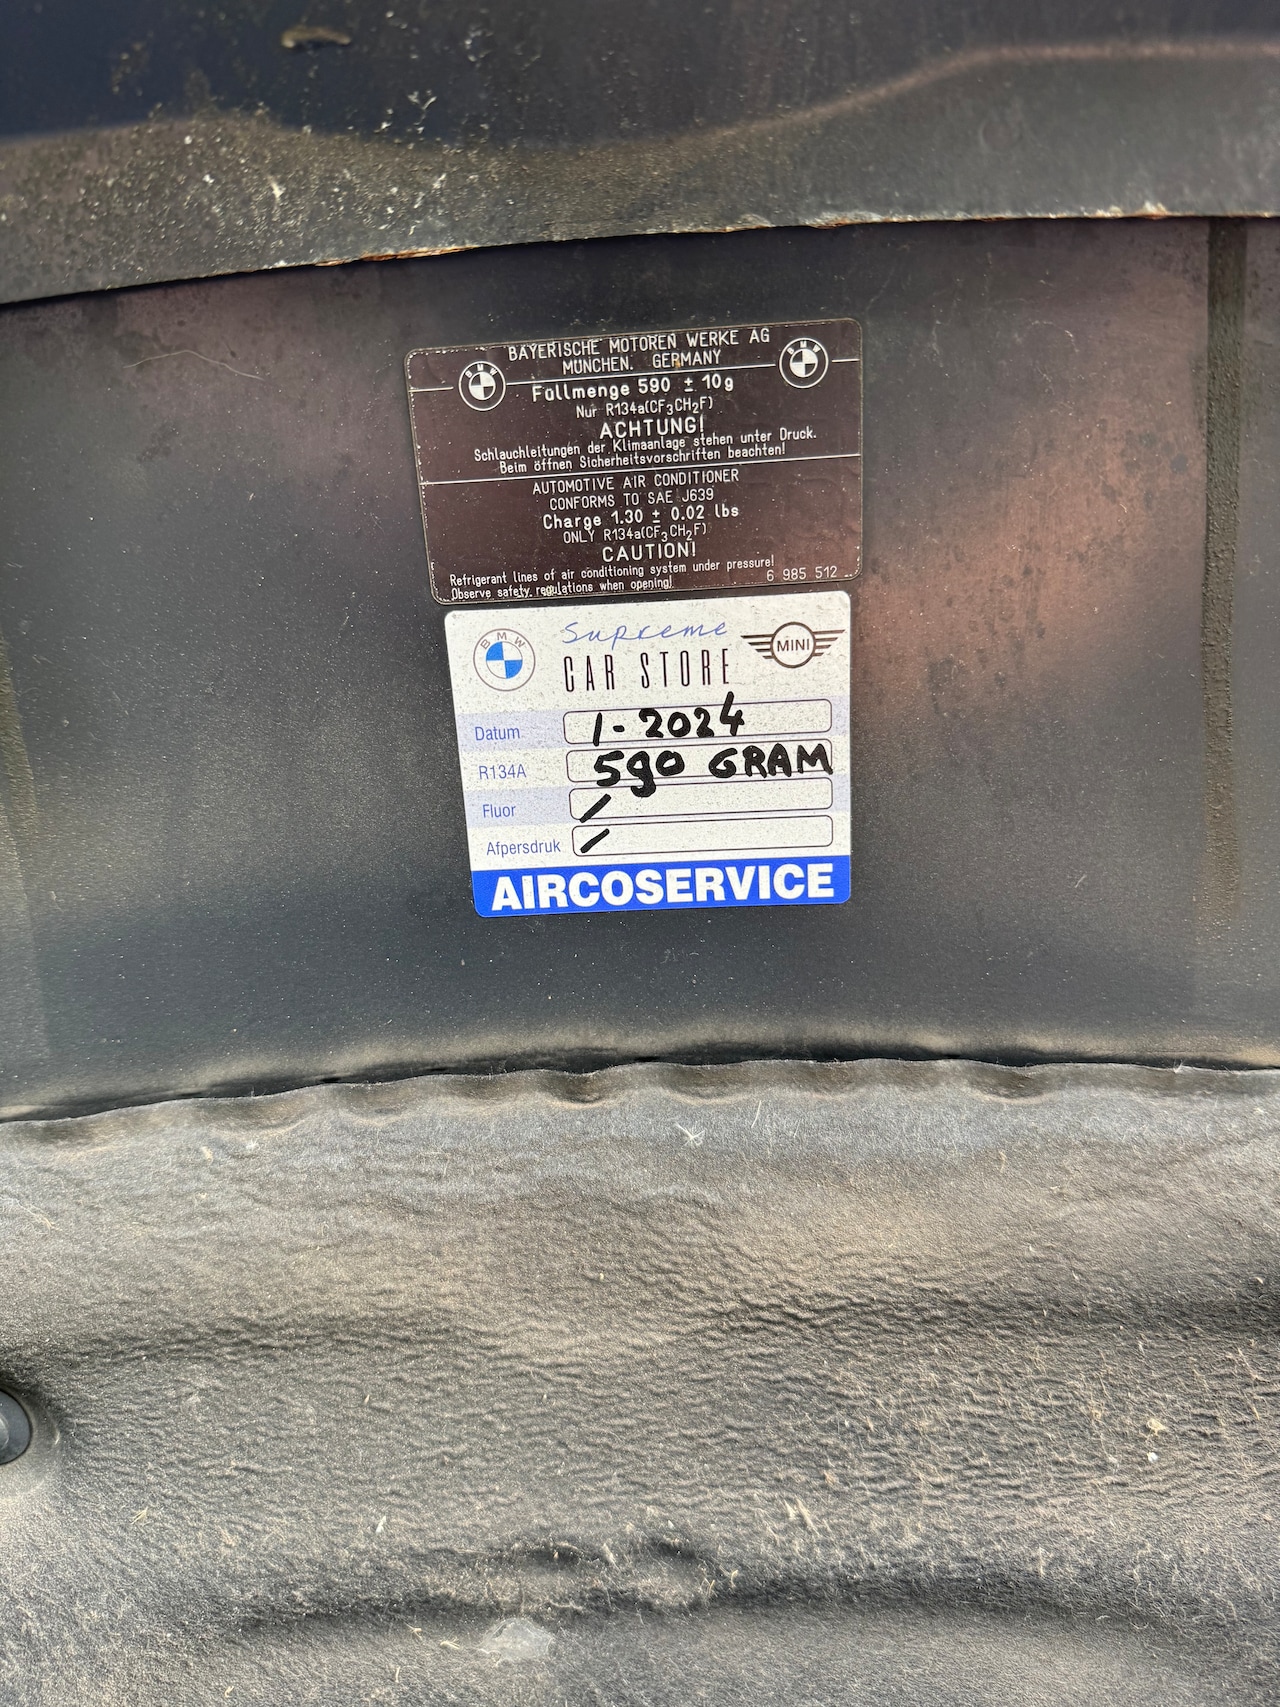 BAYERISCHE MOTOREN WERKE AG
MÜNCHEN. GERMANY
BMW
BMW
Füllmenge 590 ± 10g
Nur R134a(CF3CH2F)
ACHTUNG!
Schlauchleitungen der Klimaanlage stehen unter Druck.
Beim öffnen Sicherheitsvorschriften beachten!
AUTOMOTIVE AIR CONDITIONER
CONFORMS TO SAE J639
Charge 1.30 ± 0.02 lbs
ONLY R134a(CF3CH2F)
CAUTION!
Refrigerant lines of air conditioning system under pressure!
Observe safety regulations when opening!
6 985 512
BMW
Supreme
CAR STORE
MINI
Datum 1-2024
R134A 590 GRAM
Fluor /
Afpersdruk /
AIRCOSERVICE